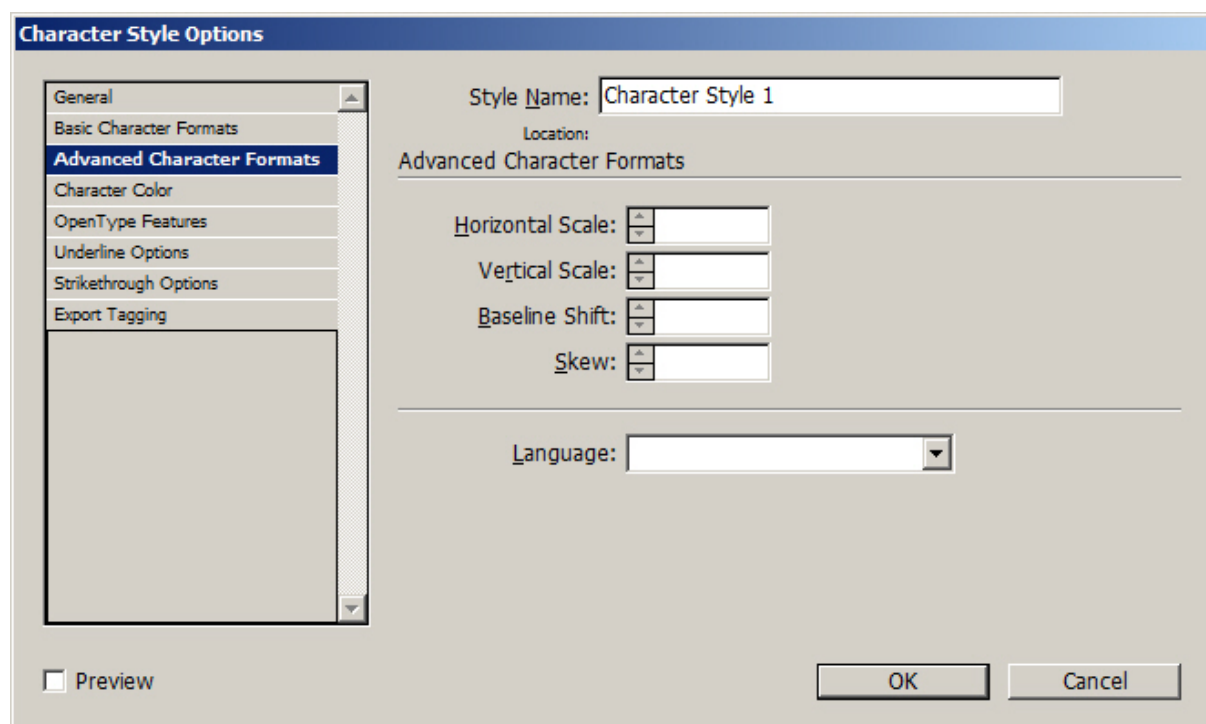 Character Style Options
General
Basic Character Formats
Advanced Character Formats
Character Color
OpenType Features
Underline Options
Strikethrough Options
Export Tagging
Style Name: Character Style 1
Location:
Advanced Character Formats
Horizontal Scale:
Vertical Scale:
Baseline Shift:
Skew:
Language:
Preview
OK
Cancel